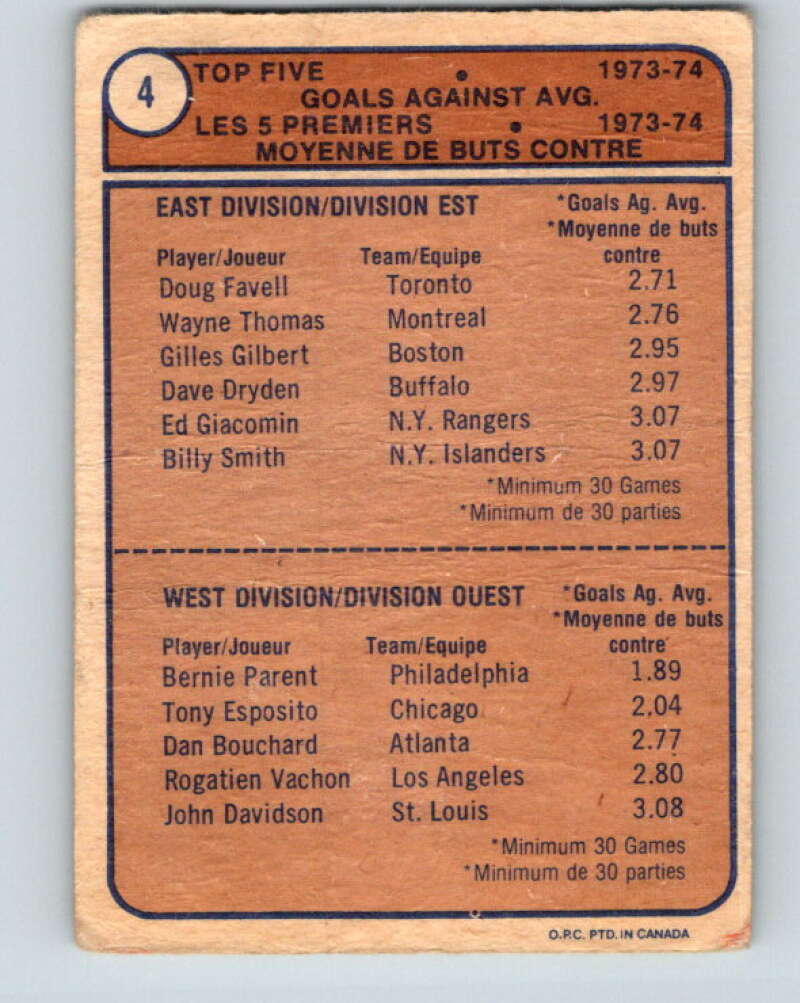 4
TOP FIVE • 1973-74
GOALS AGAINST AVG.
LES 5 PREMIERS • 1973-74
MOYENNE DE BUTS CONTRE
EAST DIVISION/DIVISION EST *Goals Ag. Avg.
*Moyenne de buts
Player/Joueur Team/Equipe contre
Doug Favell Toronto 2.71
Wayne Thomas Montreal 2.76
Gilles Gilbert Boston 2.95
Dave Dryden Buffalo 2.97
Ed Giacomin N.Y. Rangers 3.07
Billy Smith N.Y. Islanders 3.07
*Minimum 30 Games
*Minimum de 30 parties
WEST DIVISION/DIVISION OUEST *Goals Ag. Avg.
*Moyenne de buts
Player/Joueur Team/Equipe contre
Bernie Parent Philadelphia 1.89
Tony Esposito Chicago 2.04
Dan Bouchard Atlanta 2.77
Rogatien Vachon Los Angeles 2.80
John Davidson St. Louis 3.08
*Minimum 30 Games
*Minimum de 30 parties
O.P.C. PTD. IN CANADA